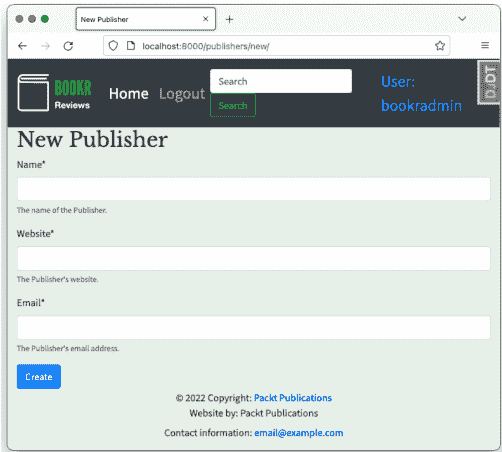 New Publisher
localhost:8000/publishers/new/
BOOKR
Reviews
Home Logout
Search
Search
User:
bookradmin
DJDT
New Publisher
Name*
The name of the Publisher.
Website*
The Publisher's website.
Email*
The Publisher's email address.
Create
© 2022 Copyright: Packt Publications
Website by: Packt Publications
Contact information: email@example.com